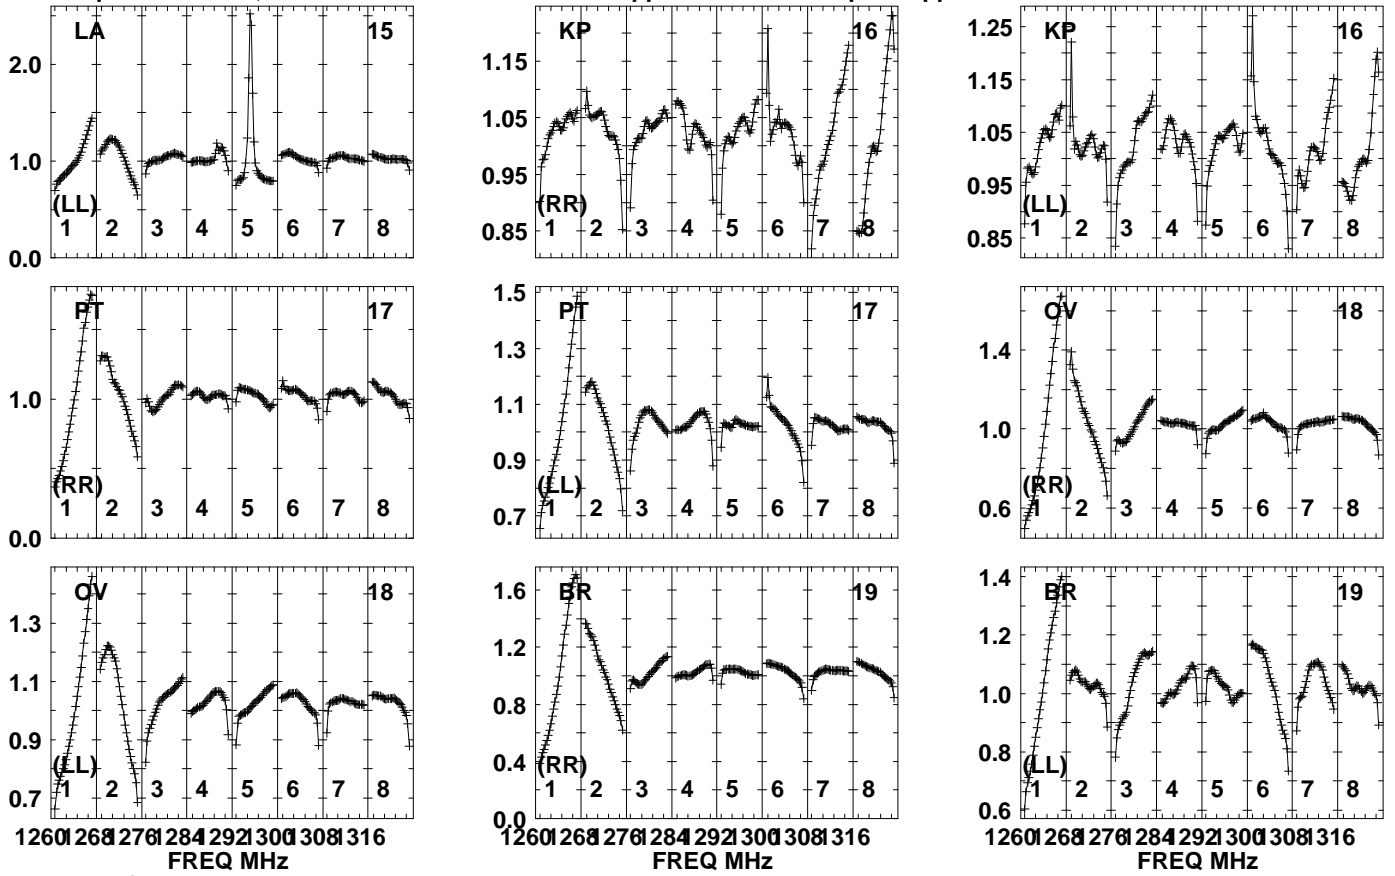 LA 15
2.0
1.0
(LL)
1 2 3 4 5 6 7 8
0.0
KP 16
1.15
1.05
0.95
(RR)
0.85
1 2 3 4 5 6 7 8
KP 16
1.25
1.15
1.05
0.95
(LL)
0.85
1 2 3 4 5 6 7 8
PT 17
1.0
(RR)
1 2 3 4 5 6 7 8
0.0
PT 17
1.5
1.3
1.1
0.9
(LL)
0.7
1 2 3 4 5 6 7 8
OV 18
1.4
1.0
(RR)
0.6
1 2 3 4 5 6 7 8
OV 18
1.3
1.1
0.9
(LL)
0.7
1 2 3 4 5 6 7 8
1260 1268 1276 1284 1292 1300 1308 1316
FREQ MHz
BR 19
1.6
1.2
0.8
(RR)
0.4
1 2 3 4 5 6 7 8
0.0
1260 1268 1276 1284 1292 1300 1308 1316
FREQ MHz
BR 19
1.4
1.2
1.0
0.8
(LL)
0.6
1 2 3 4 5 6 7 8
1260 1268 1276 1284 1292 1300 1308 1316
FREQ MHz